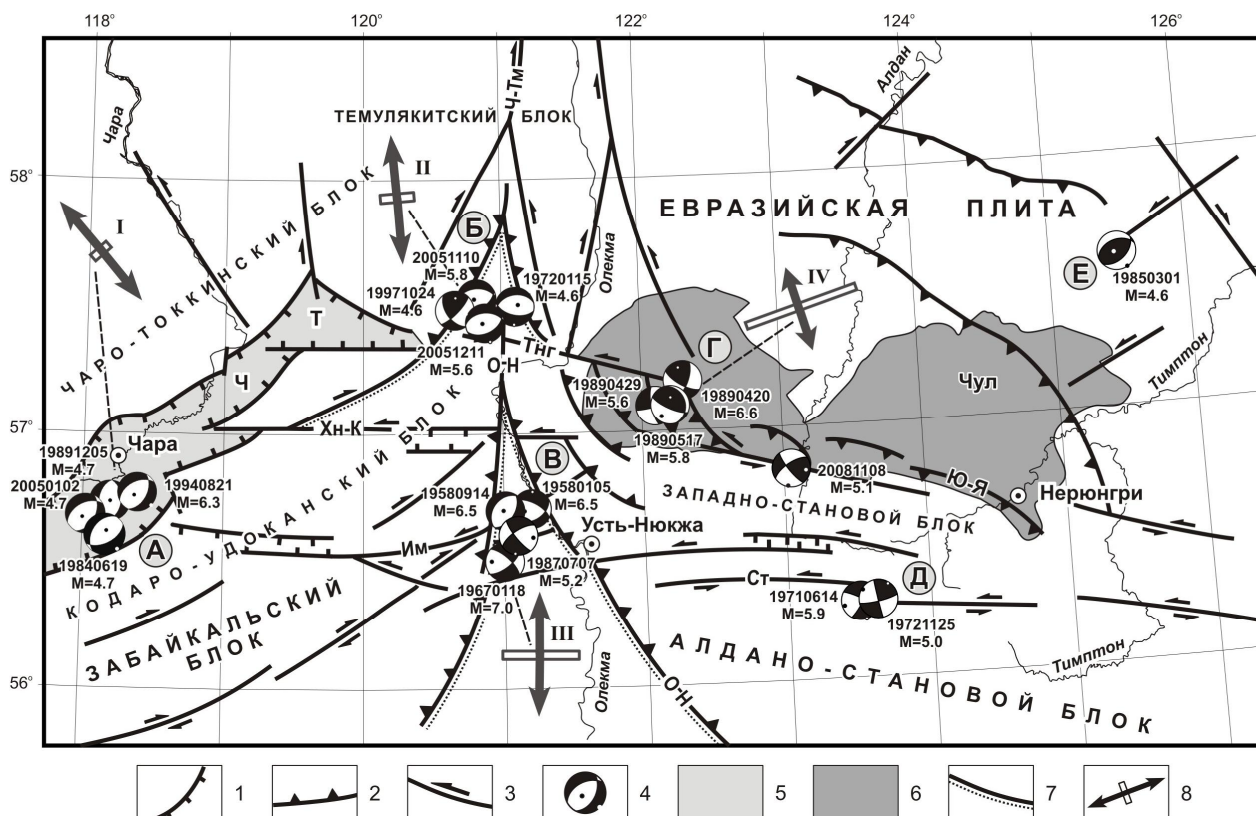 118°
120°
122°
124°
126°
58°
57°
56°
Чара
Ч-Тм
Алдан
ТЕМУЛЯКИТСКИЙ БЛОК
I
II
ЧАРО-ТОККИНСКИЙ БЛОК
ЕВРАЗИЙСКАЯ ПЛИТА
Б
20051110
M=5.8
19971024
M=4.6
19720115
M=4.6
20051211
M=5.6
Олекма
IV
Е
19850301
M=4.6
Т
Ч
О-Н
Тнг
Г
19890429
M=5.6
19890420
M=6.6
19890517
M=5.8
Чул
Тимптон
Хн-К
Чара
19891205
M=4.7
20050102
M=4.7
19940821
M=6.3
19840619
M=4.7
А
КОДАРО-УДОКАНСКИЙ БЛОК
В
19580914
M=6.5
19580105
M=6.5
Усть-Нюкжа
20081108
M=5.1
Ю-Я
Нерюнгри
ЗАПАДНО-СТАНОВОЙ БЛОК
Им
19870707
M=5.2
19670118
M=7.0
Ст
Д
19710614
M=5.9
19721125
M=5.0
ЗАБАЙКАЛЬСКИЙ
БЛОК
III
Олекма
О-Н
АЛДАНО-СТАНОВОЙ БЛОК
Тимптон
1
2
3
4
5
6
7
8